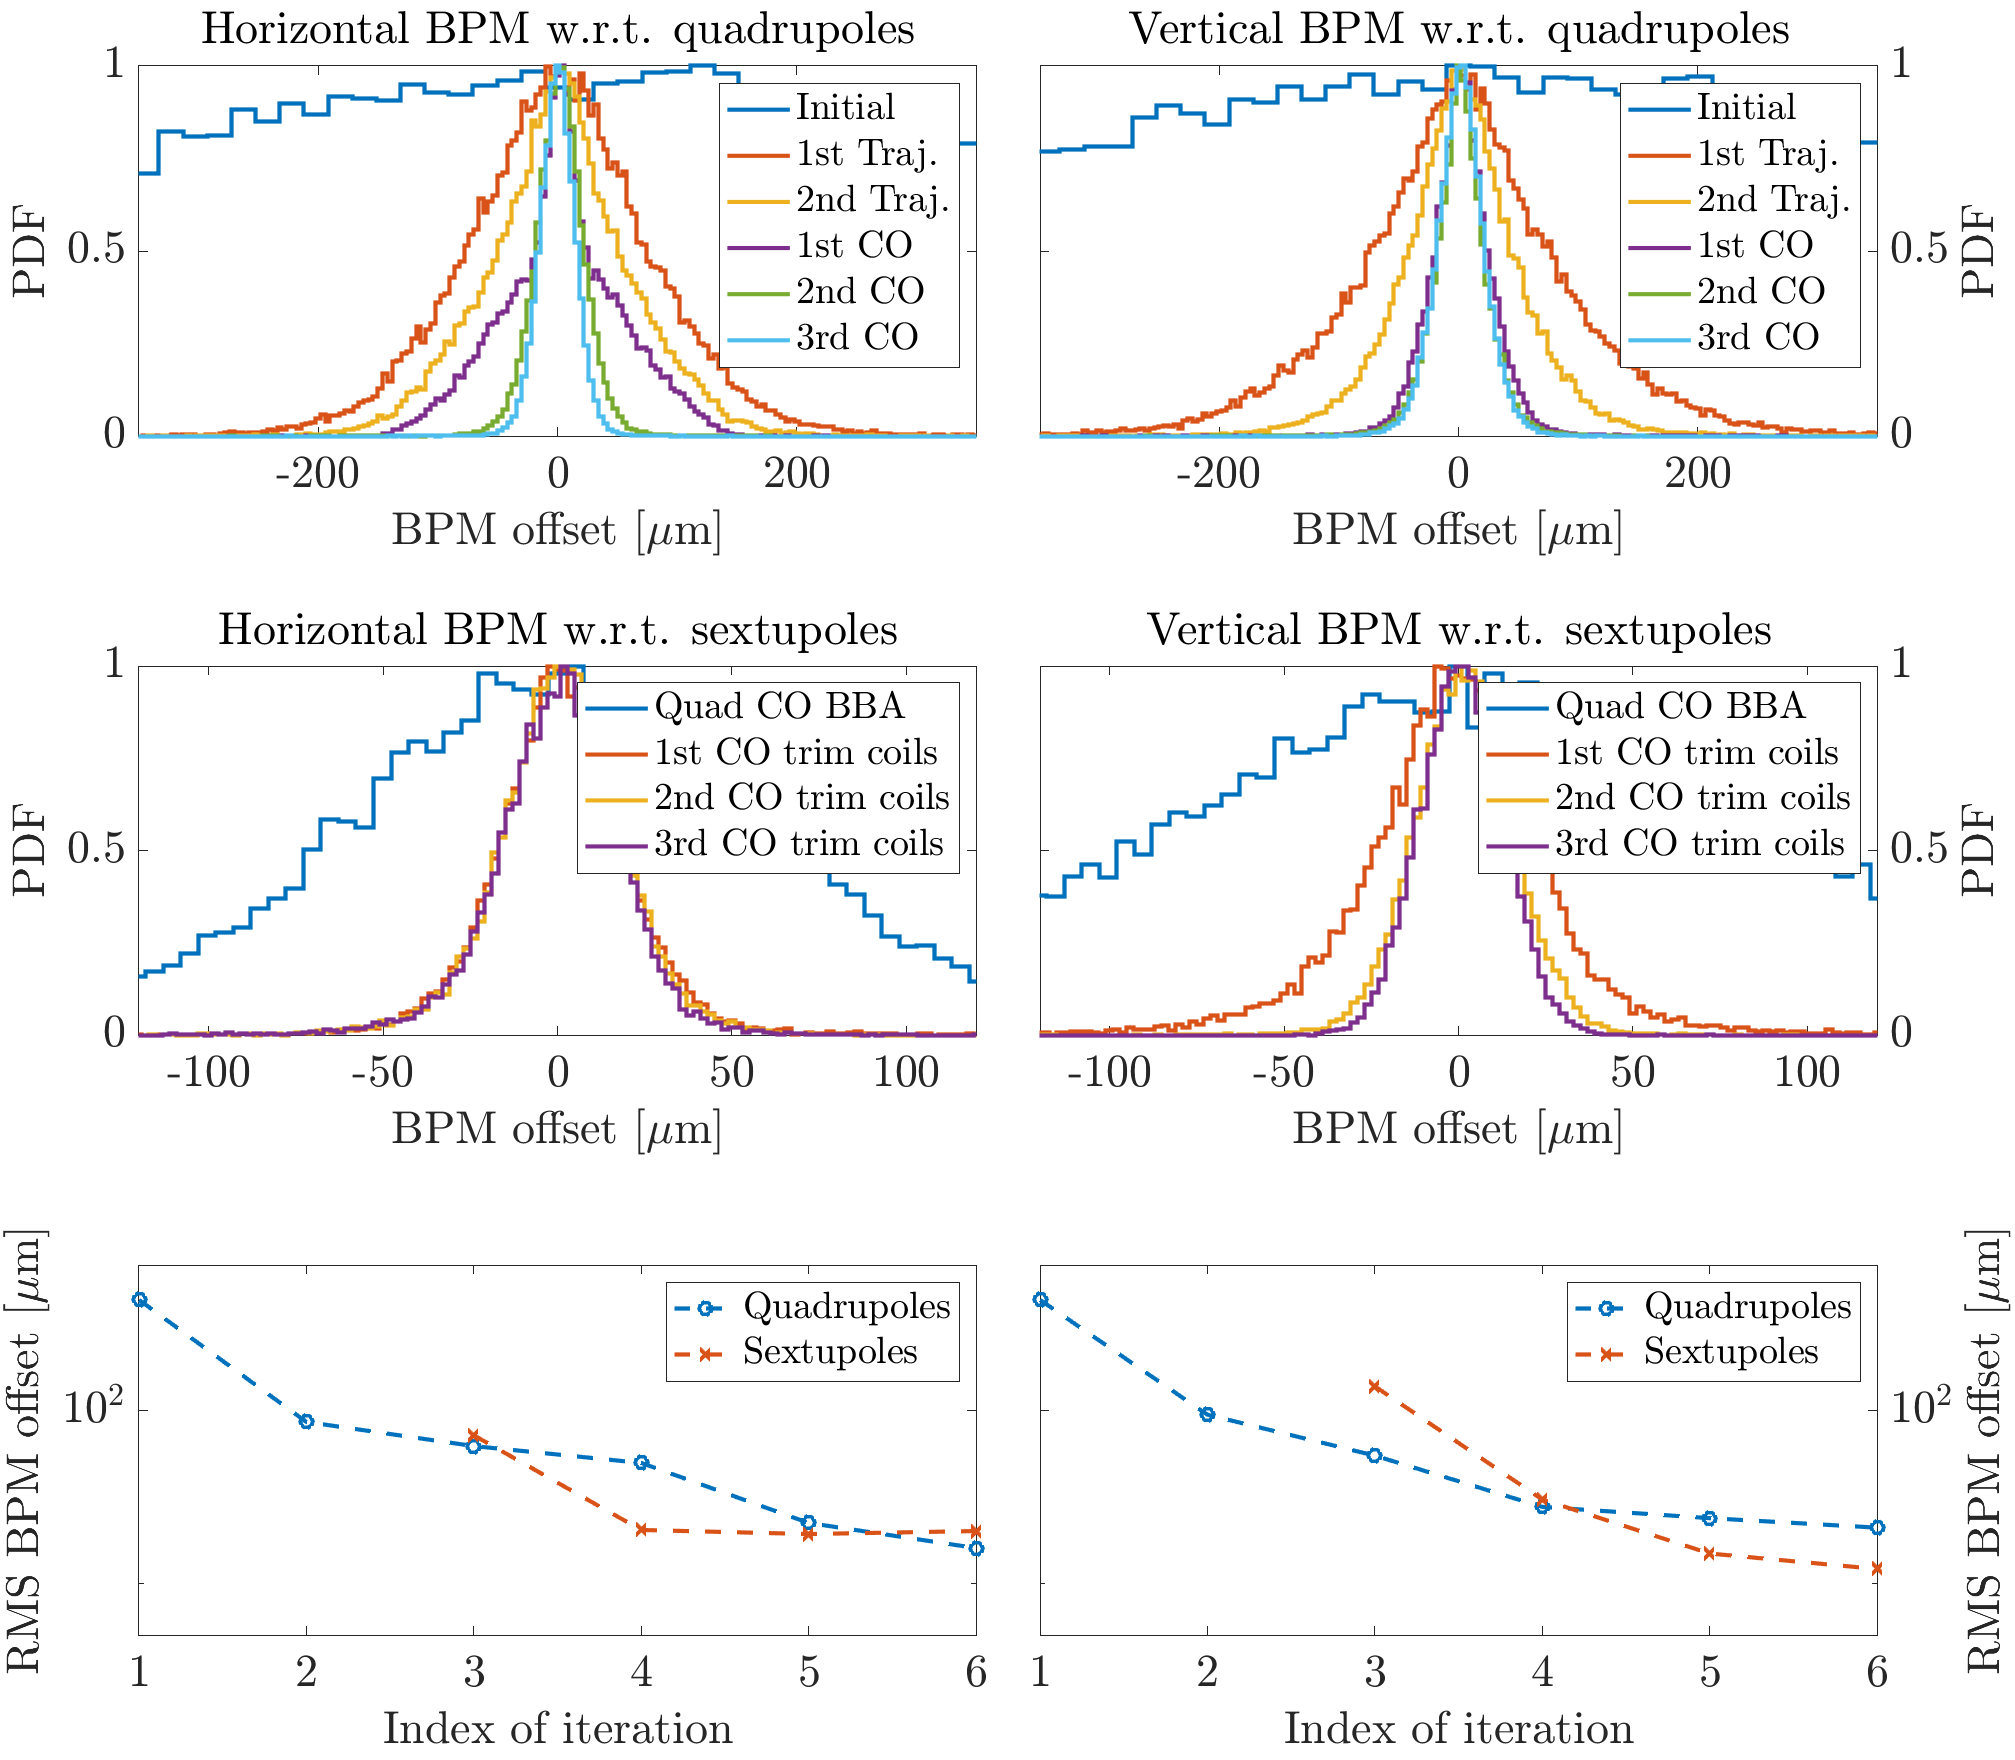 Horizontal BPM w.r.t. quadrupoles
1
0.5
0
PDF
-200 0 200
BPM offset [μm]
Initial
1st Traj.
2nd Traj.
1st CO
2nd CO
3rd CO
Vertical BPM w.r.t. quadrupoles
1
0.5
0
PDF
-200 0 200
BPM offset [μm]
Initial
1st Traj.
2nd Traj.
1st CO
2nd CO
3rd CO
Horizontal BPM w.r.t. sextupoles
1
0.5
0
PDF
-100 -50 0 50 100
BPM offset [μm]
Quad CO BBA
1st CO trim coils
2nd CO trim coils
3rd CO trim coils
Vertical BPM w.r.t. sextupoles
1
0.5
0
PDF
-100 -50 0 50 100
BPM offset [μm]
Quad CO BBA
1st CO trim coils
2nd CO trim coils
3rd CO trim coils
RMS BPM offset [μm]
10²
1 2 3 4 5 6
Index of iteration
Quadrupoles
Sextupoles
RMS BPM offset [μm]
10²
1 2 3 4 5 6
Index of iteration
Quadrupoles
Sextupoles